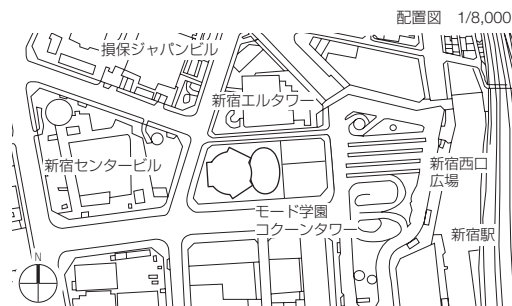 配置図 1/8,000
損保ジャパンビル
新宿エルタワー
新宿センタービル
新宿西口
広場
モード学園
コクーンタワー
新宿駅
N